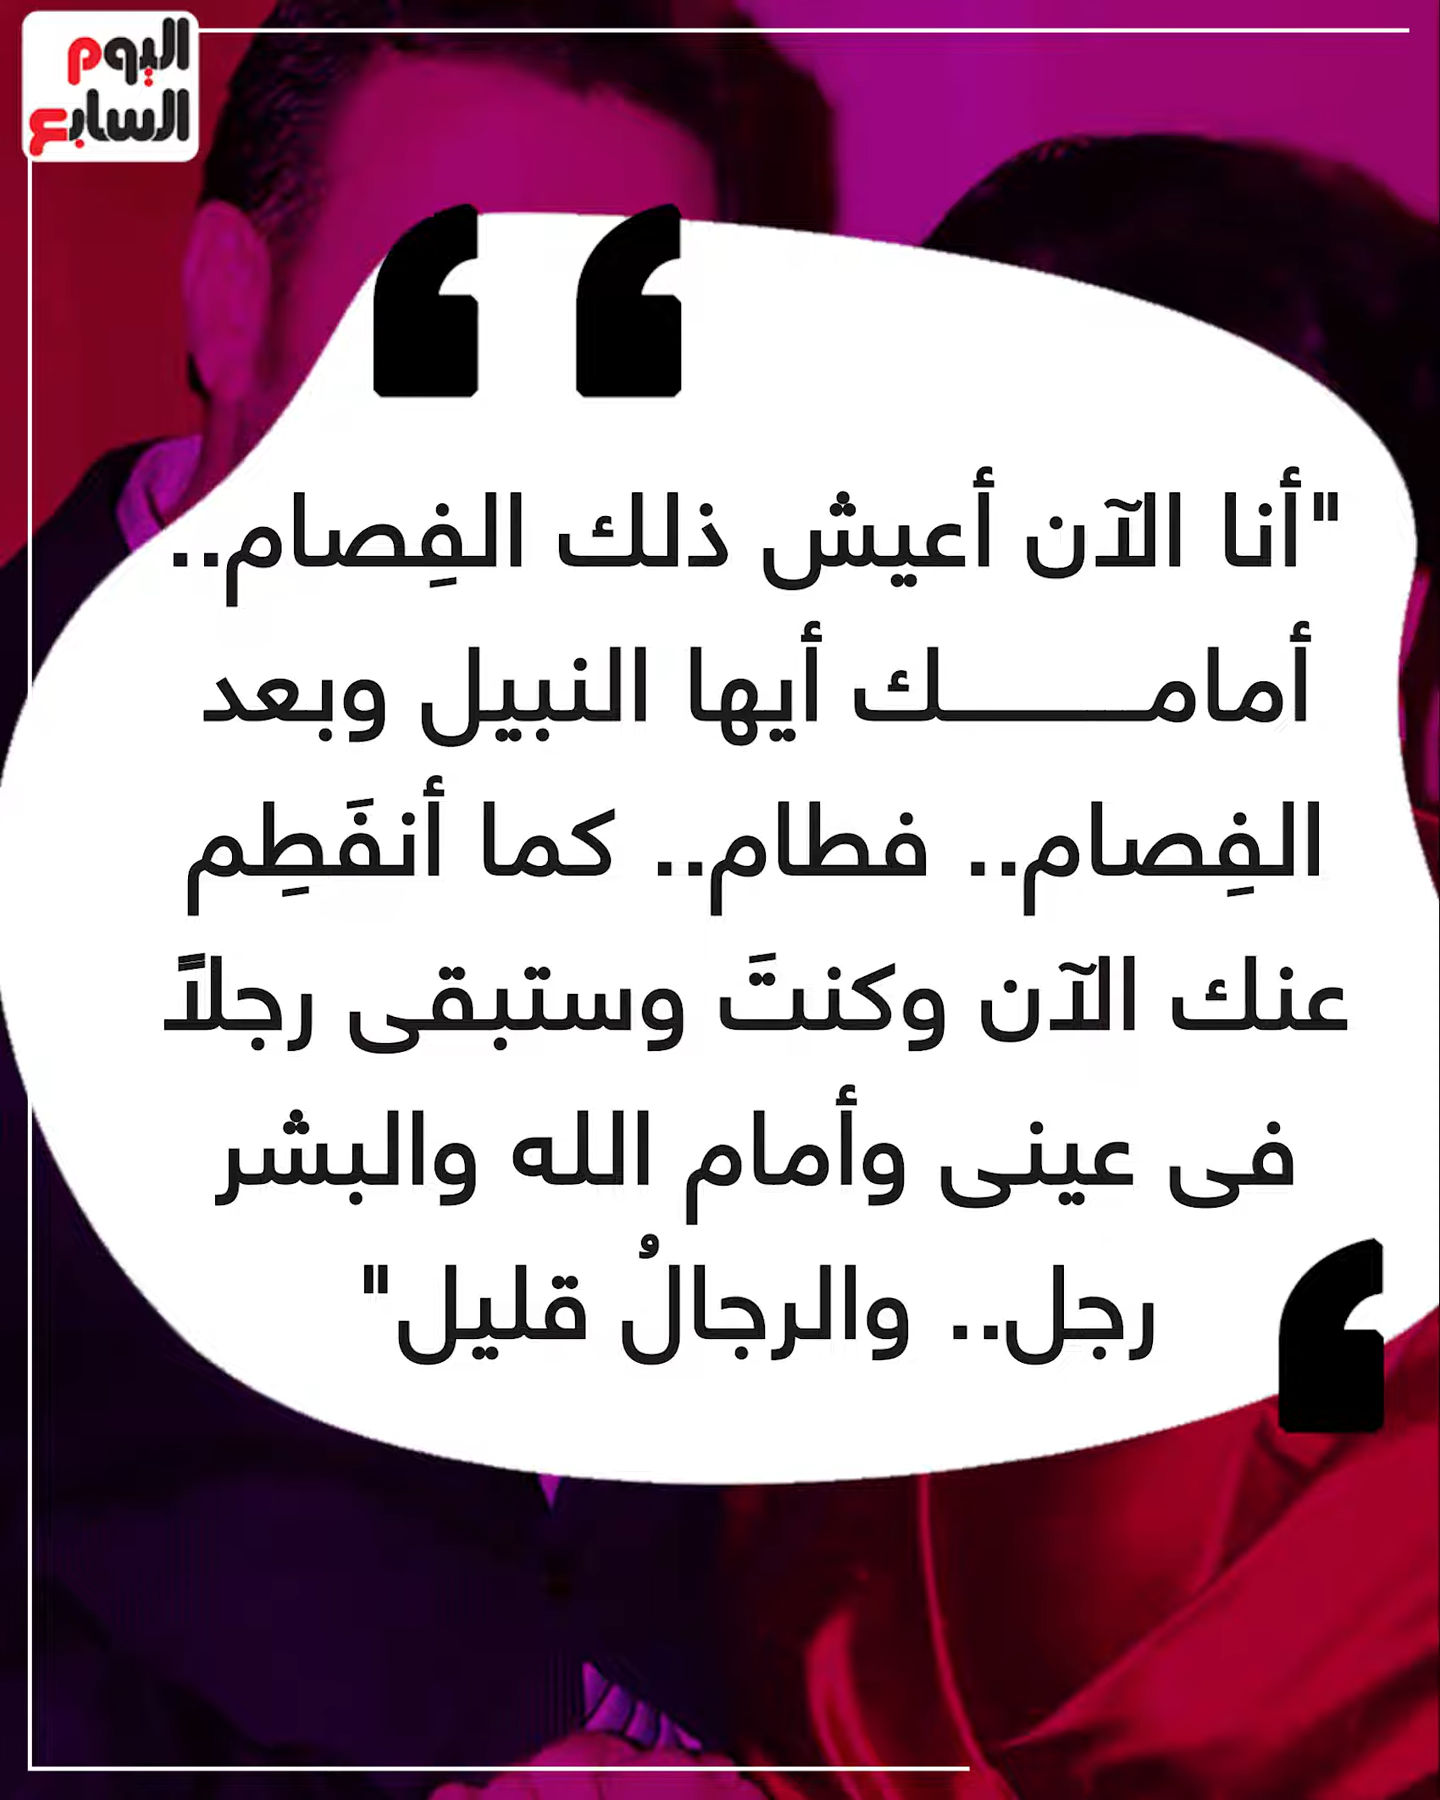 اليوم
السابع
"أنا الآن أعيش ذلك الفِصام..
أمامـــــــك أيها النبيل وبعد
الفِصام.. فطام.. كما أنفَطِم
عنك الآن وكنتَ وستبقى رجلاً
فى عينى وأمام الله والبشر
رجل.. والرجالُ قليل"